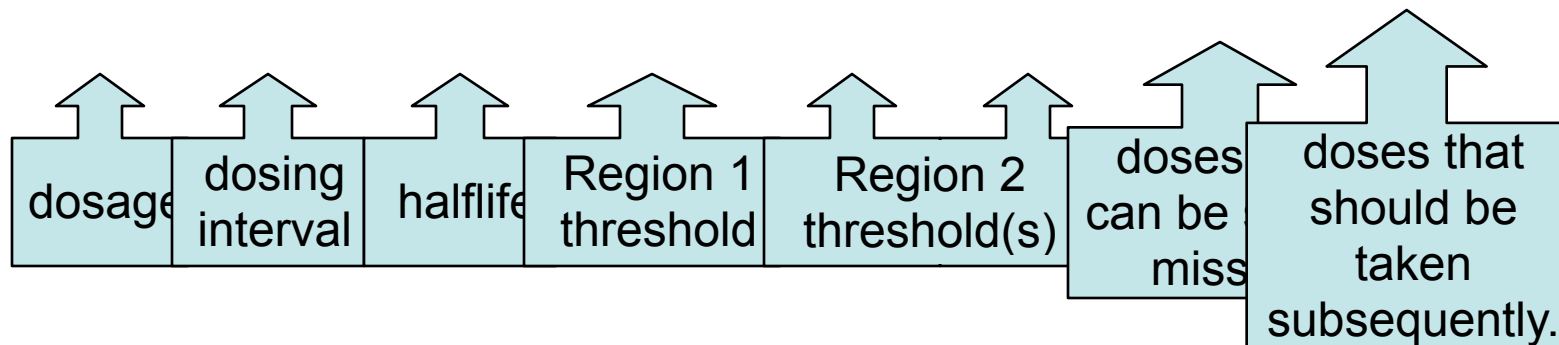 dosage
dosing
interval
halflife
Region 1
threshold
Region 2
threshold(s)
doses
can be
miss
doses that
should be
taken
subsequently.